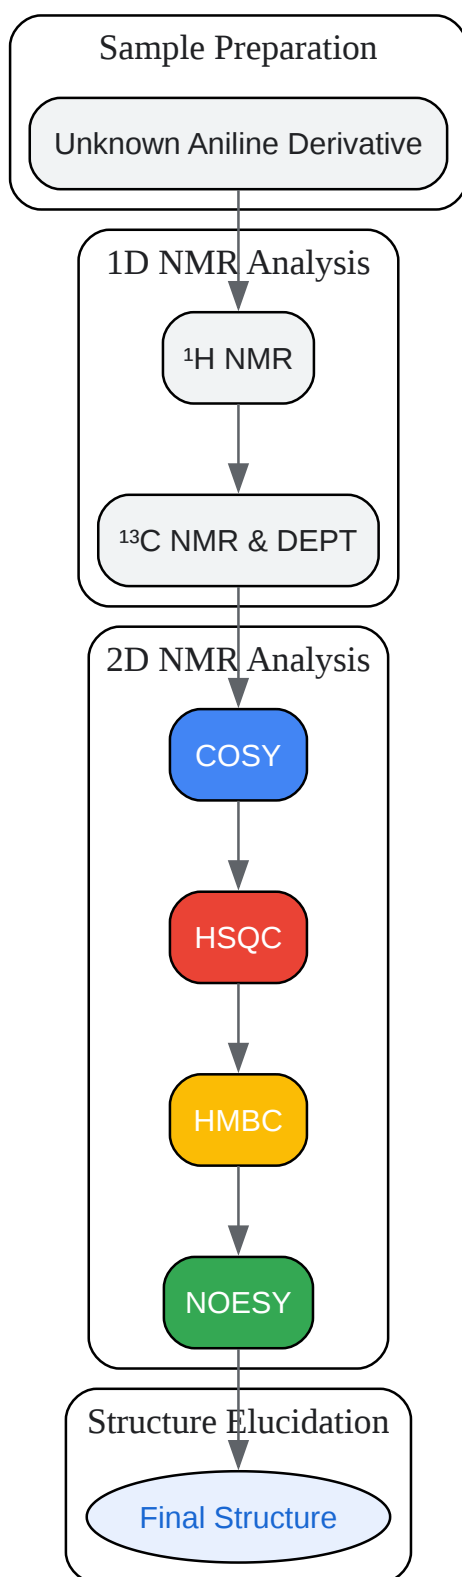 Sample Preparation
Unknown Aniline Derivative
1D NMR Analysis
¹H NMR
¹³C NMR & DEPT
2D NMR Analysis
COSY
HSQC
HMBC
NOESY
Structure Elucidation
Final Structure